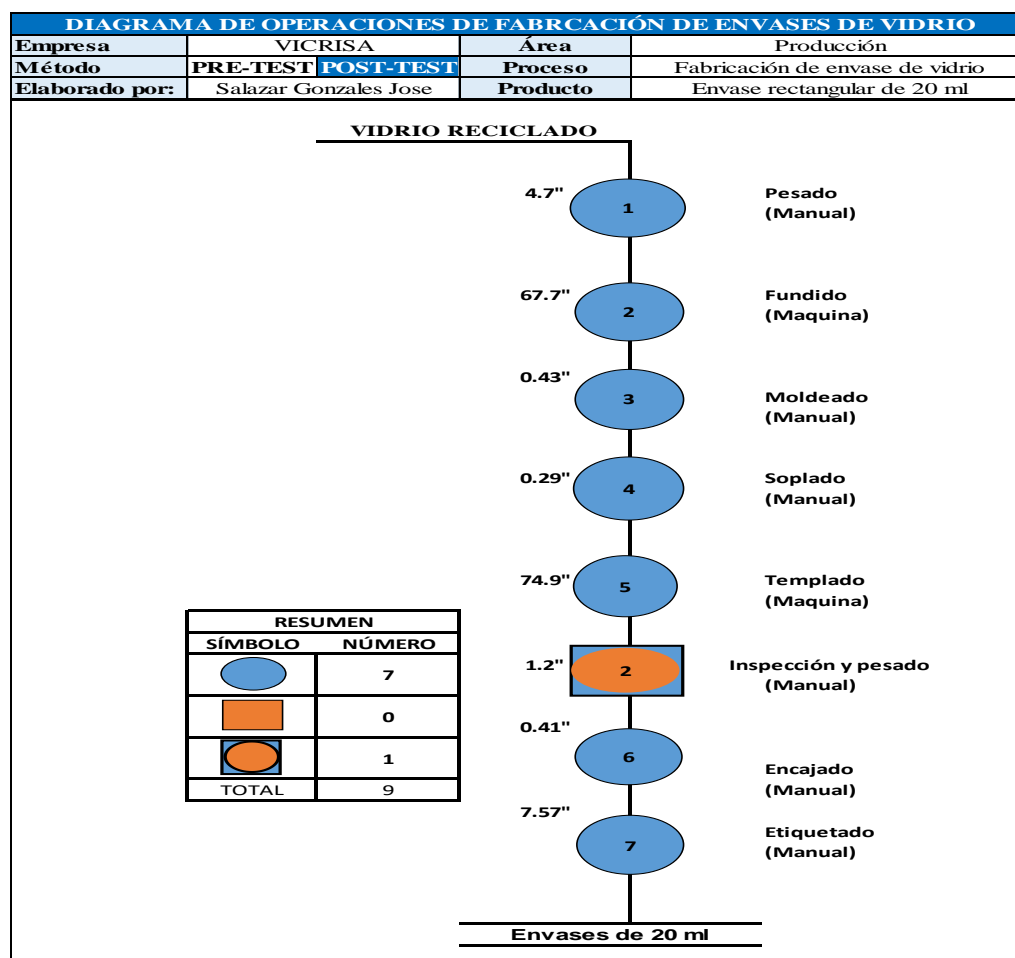 DIAGRAMA DE OPERACIONES DE FABRCACIÓN DE ENVASES DE VIDRIO
Empresa VICRISA Área Producción
Método PRE-TEST POST-TEST Proceso Fabricación de envase de vidrio
Elaborado por: Salazar Gonzales Jose Producto Envase rectangular de 20 ml
VIDRIO RECICLADO
4.7" 1 Pesado
(Manual)
67.7" 2 Fundido
(Maquina)
0.43" 3 Moldeado
(Manual)
0.29" 4 Soplado
(Manual)
74.9" 5 Templado
(Maquina)
1.2" 2 Inspección y pesado
(Manual)
0.41" 6 Encajado
(Manual)
7.57" 7 Etiquetado
(Manual)
RESUMEN
SÍMBOLO NÚMERO
7
0
1
TOTAL 9
Envases de 20 ml